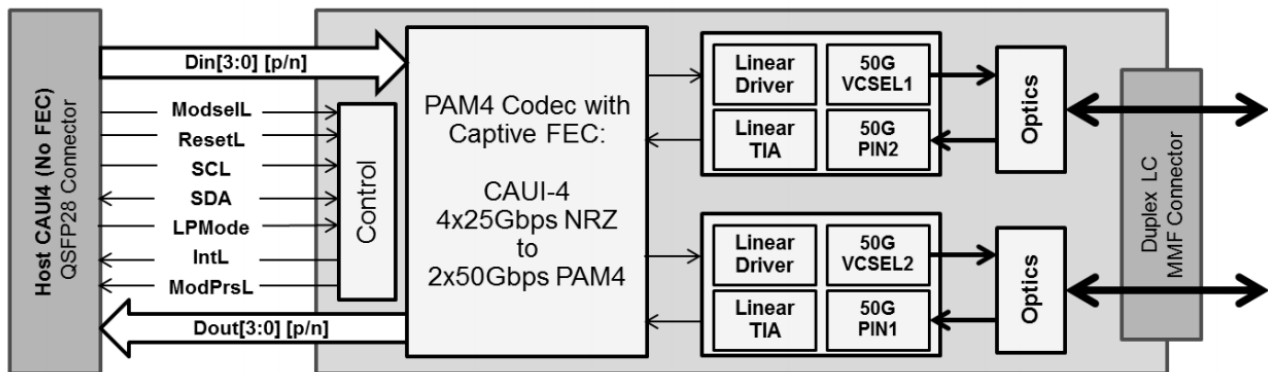 Host CAUI4 (No FEC)
QSFP28 Connector
Din[3:0] [p/n]
ModselL
ResetL
SCL
SDA
LPMode
IntL
ModPrsL
Dout[3:0] [p/n]
Control
PAM4 Codec with
Captive FEC:
CAUI-4
4x25Gbps NRZ
to
2x50Gbps PAM4
Linear
Driver
50G
VCSEL1
Linear
TIA
50G
PIN2
Optics
Linear
Driver
50G
VCSEL2
Linear
TIA
50G
PIN1
Optics
Duplex LC
MMF Connector